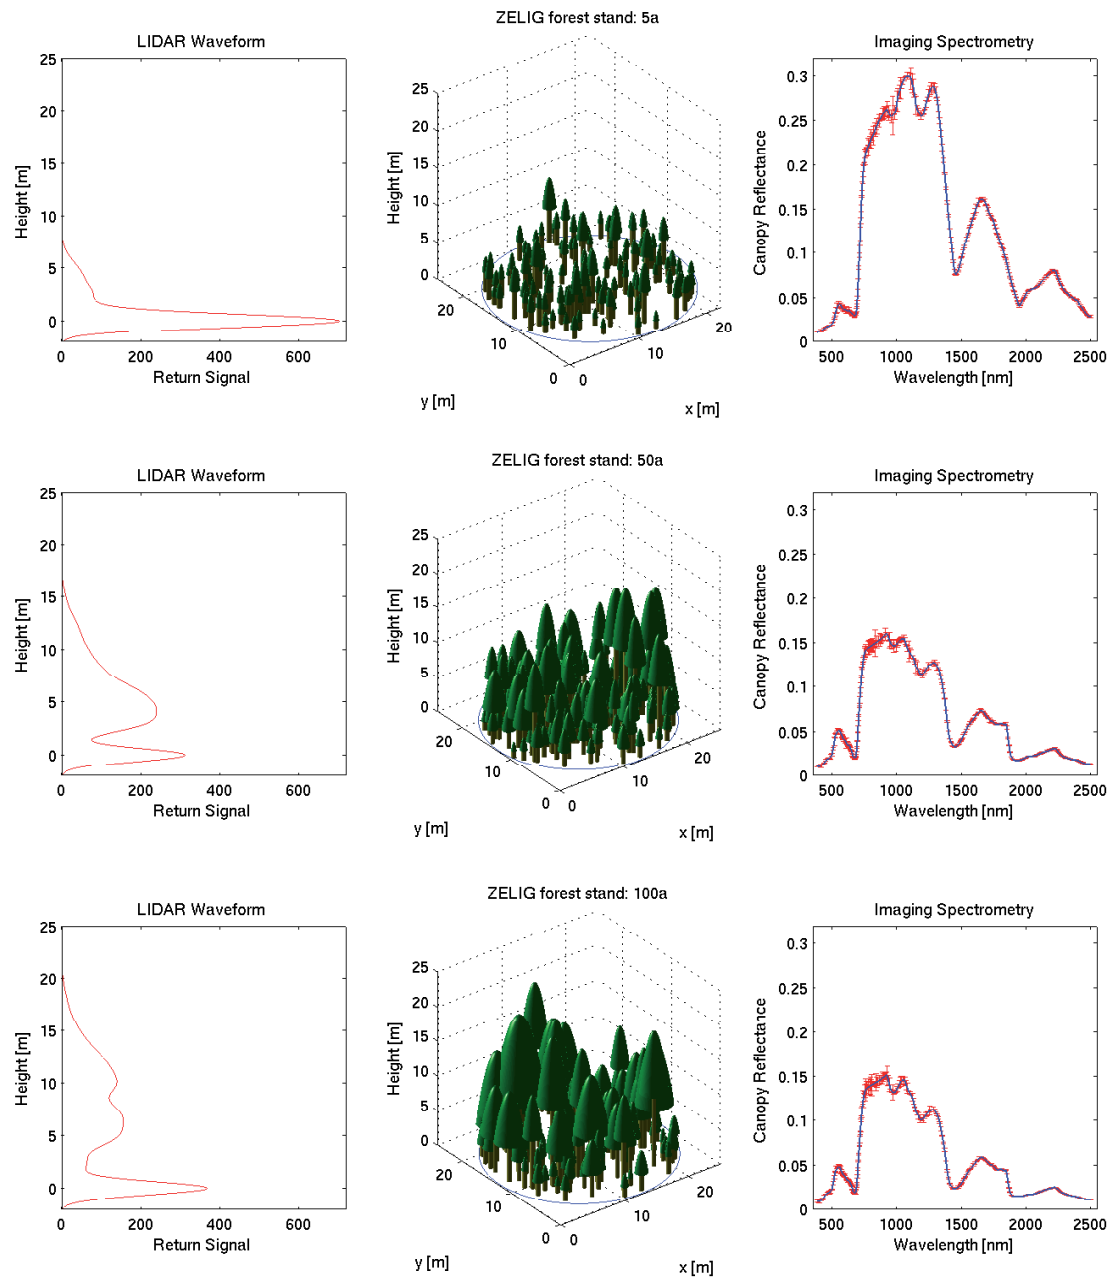 ZELIG forest stand: 5a
LIDAR Waveform
Imaging Spectrometry
25
20
15
10
5
0
Height [m]
0 200 400 600
Return Signal
25
20
15
10
5
0
Height [m]
20
10
0
y [m]
0
10
20
x [m]
0.3
0.25
0.2
0.15
0.1
0.05
0
Canopy Reflectance
500 1000 1500 2000 2500
Wavelength [nm]
ZELIG forest stand: 50a
LIDAR Waveform
Imaging Spectrometry
25
20
15
10
5
0
Height [m]
0 200 400 600
Return Signal
25
20
15
10
5
0
Height [m]
20
10
0
y [m]
0
10
20
x [m]
0.3
0.25
0.2
0.15
0.1
0.05
0
Canopy Reflectance
500 1000 1500 2000 2500
Wavelength [nm]
ZELIG forest stand: 100a
LIDAR Waveform
Imaging Spectrometry
25
20
15
10
5
0
Height [m]
0 200 400 600
Return Signal
25
20
15
10
5
0
Height [m]
20
10
0
y [m]
0
10
20
x [m]
0.3
0.25
0.2
0.15
0.1
0.05
0
Canopy Reflectance
500 1000 1500 2000 2500
Wavelength [nm]